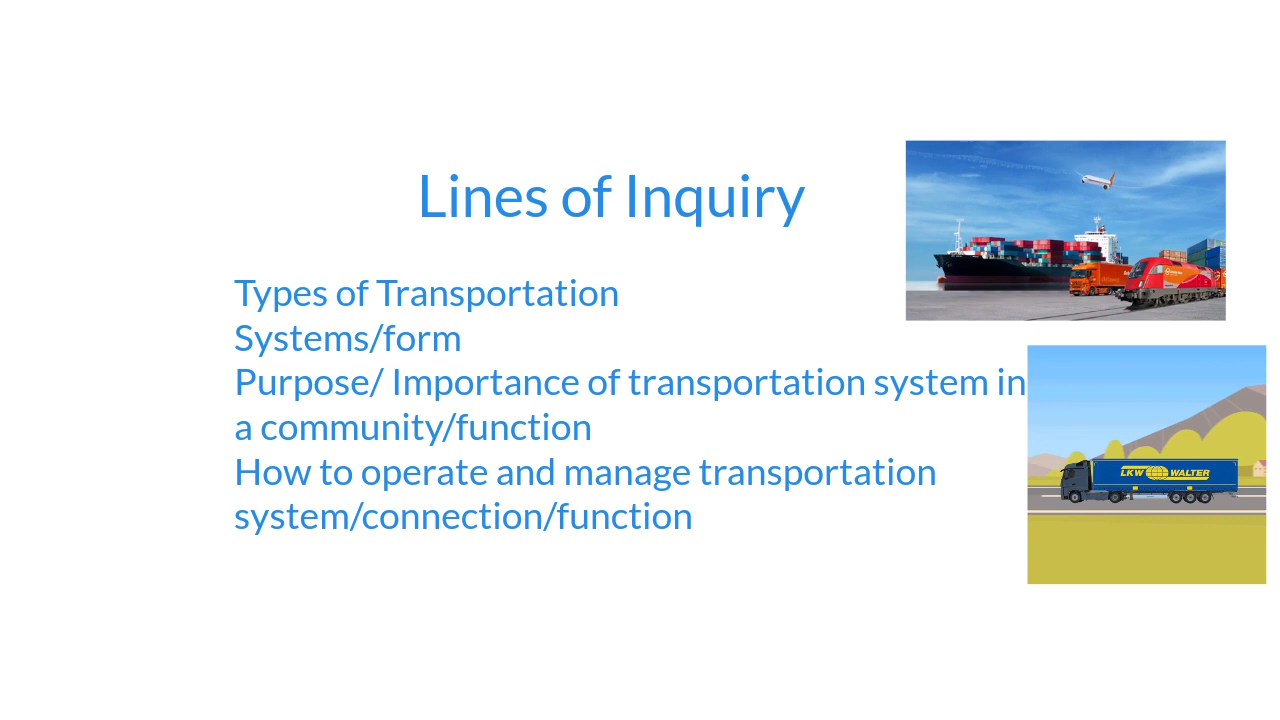 Lines of Inquiry
Types of Transportation
Systems/form
Purpose/ Importance of transportation system in
a community/function
How to operate and manage transportation
system/connection/function
LKW WALTER